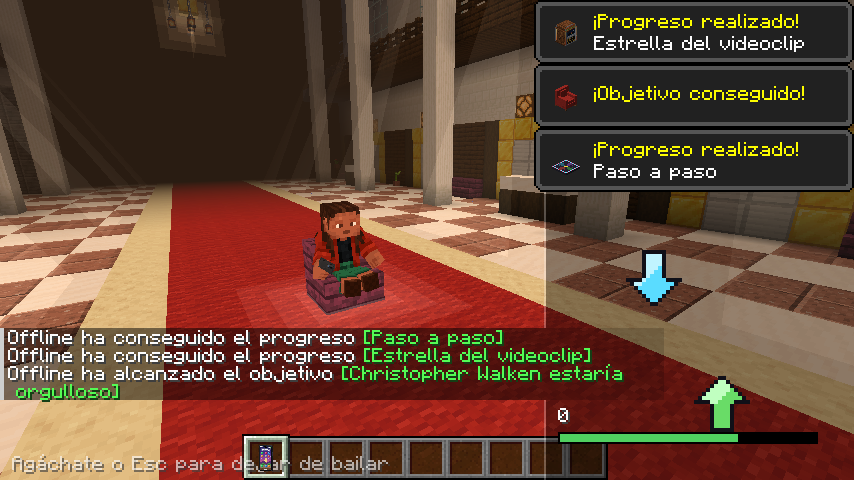 ¡Progreso realizado!
Estrella del videoclip
¡Objetivo conseguido!
¡Progreso realizado!
Paso a paso
Offline ha conseguido el progreso [Paso a paso]
Offline ha conseguido el progreso [Estrella del videoclip]
Offline ha alcanzado el objetivo [Christopher Walken estaría
orgulloso]
0
Agáchate o Esc para dejar de bailar